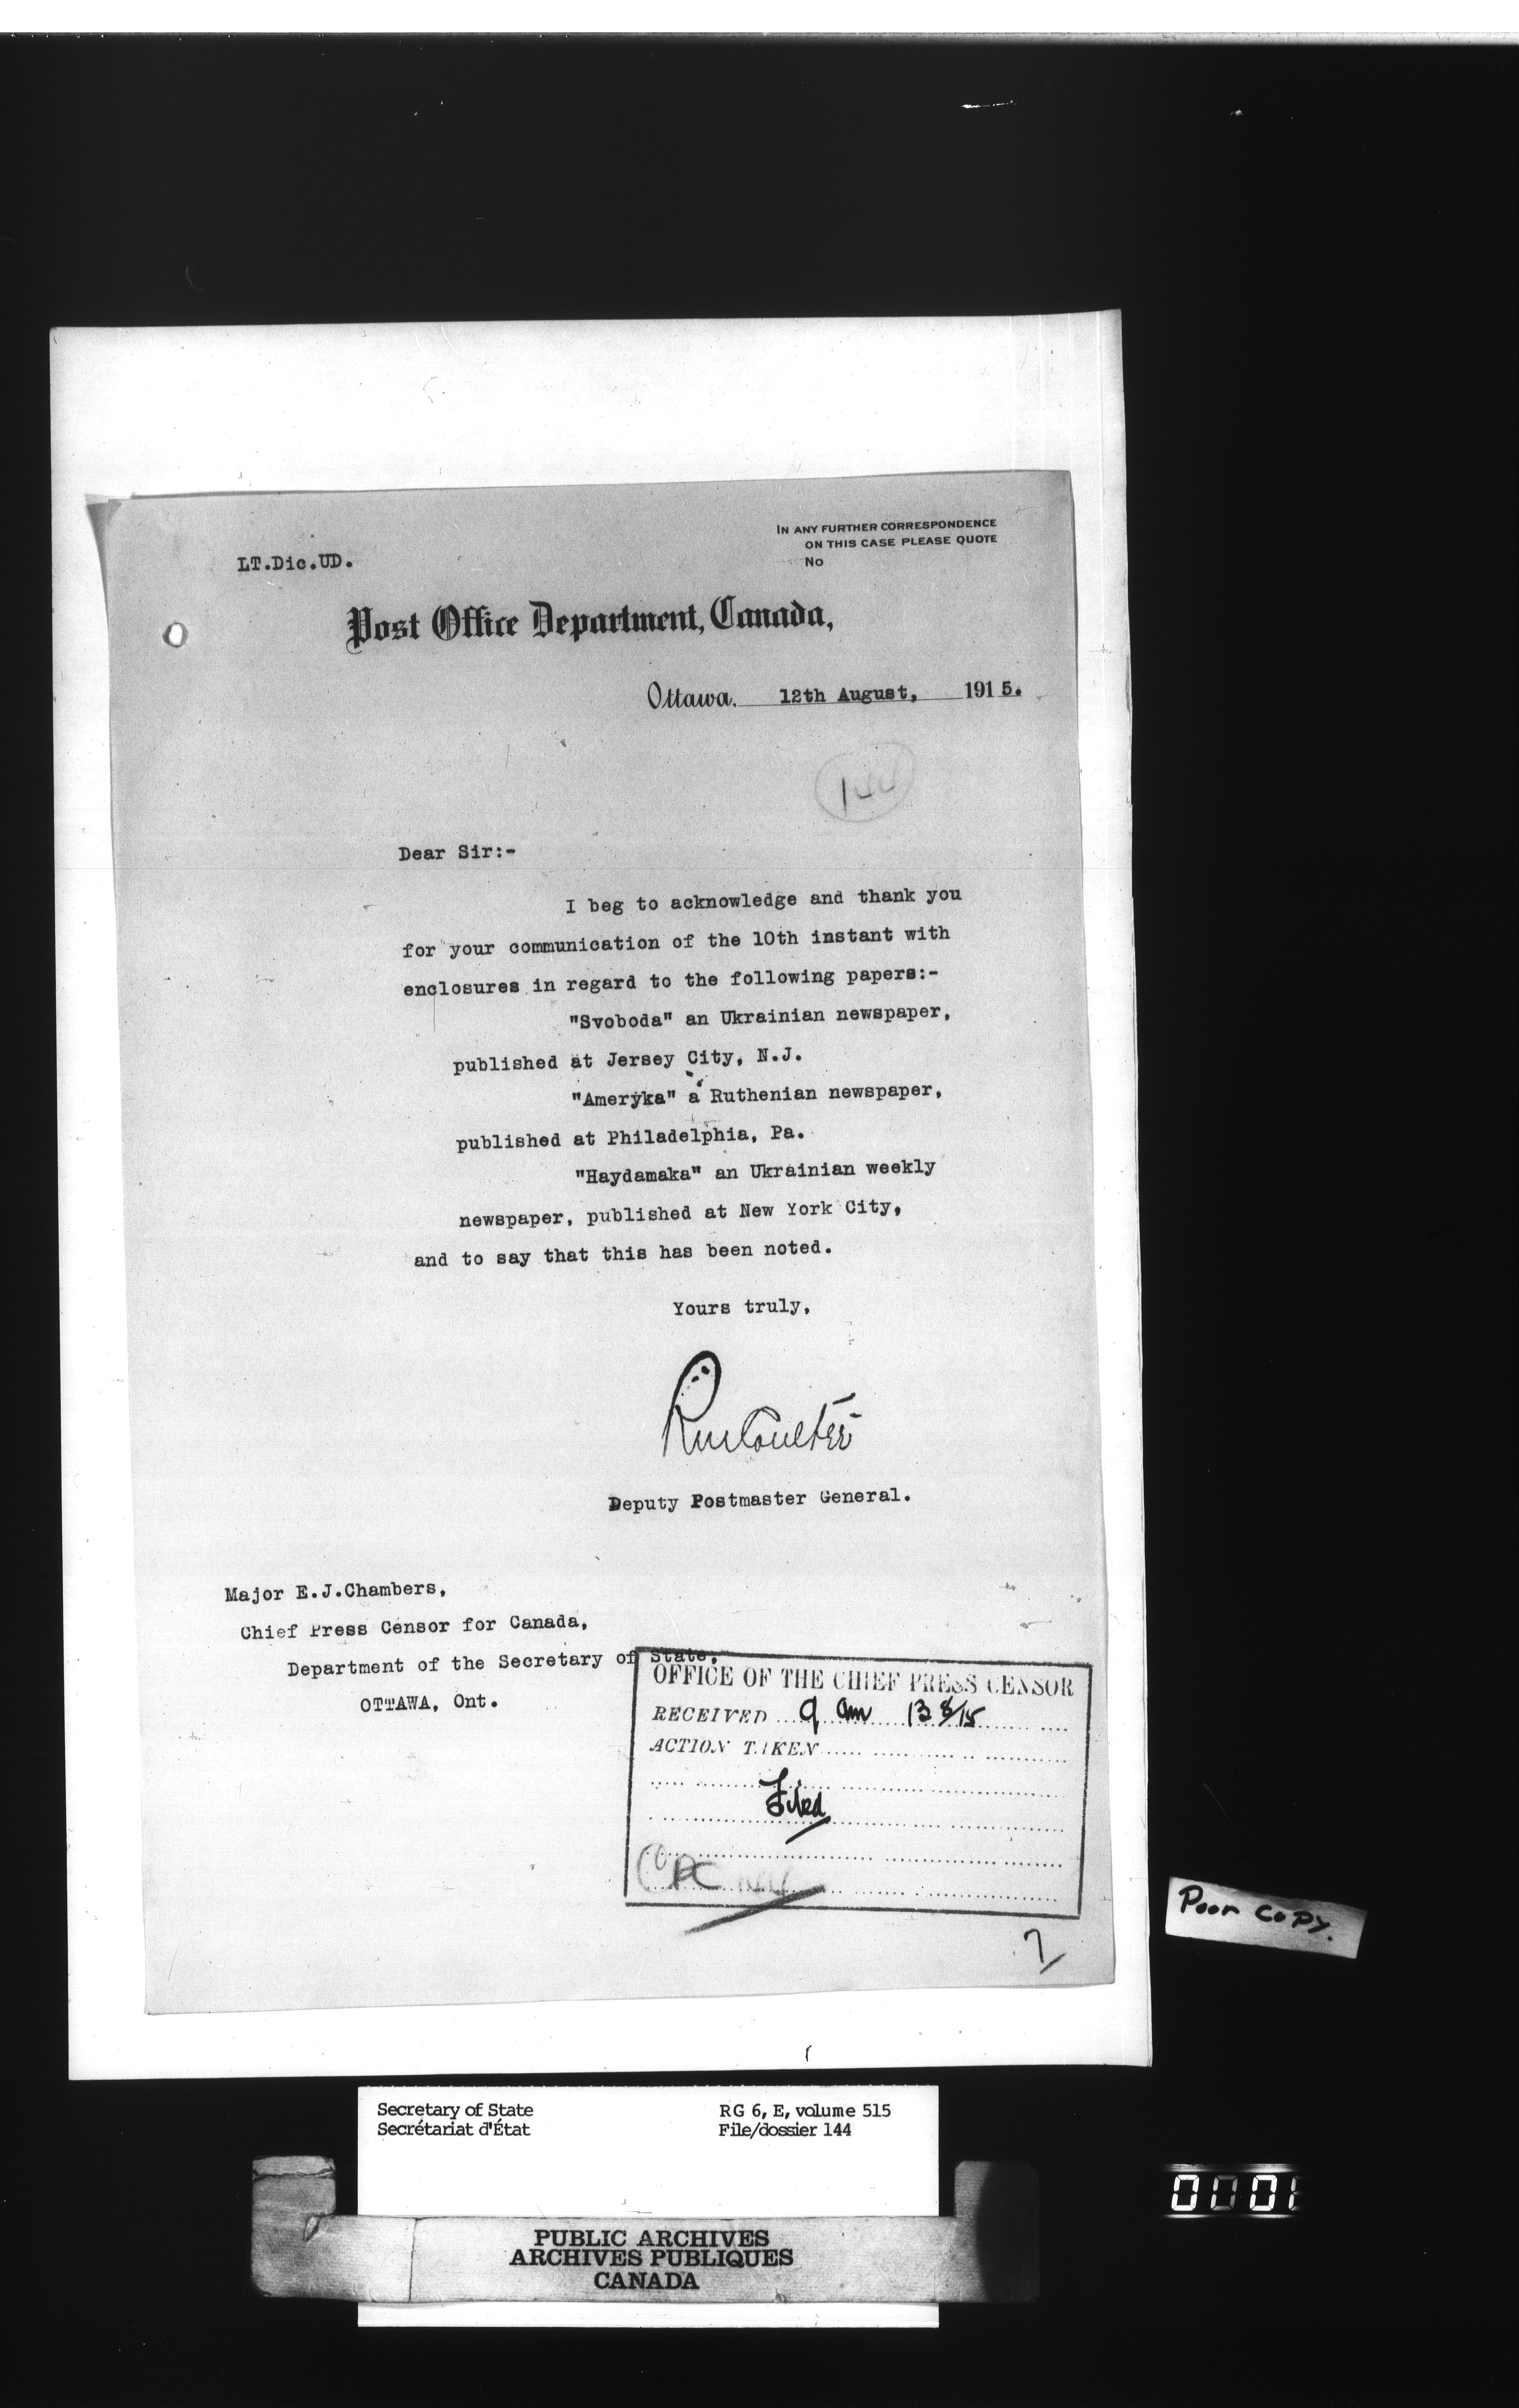 IN ANY FURTHER CORRESPONDENCE
ON THIS CASE PLEASE QUOTE
No
LT.Dic.UD.
Post Office Department, Canada,
Ottawa, 12th August, 1915.
144
Dear Sir:-
I beg to acknowledge and thank you
for your communication of the 10th instant with
enclosures in regard to the following papers:-
"Svoboda" an Ukrainian newspaper,
published at Jersey City, N.J.
"Ameryka" a Ruthenian newspaper,
published at Philadelphia, Pa.
"Haydamaka" an Ukrainian weekly
newspaper, published at New York City,
and to say that this has been noted.
Yours truly,
RmCoulter
Deputy Postmaster General.
Major E.J.Chambers,
Chief Press Censor for Canada,
Department of the Secretary of State,
OTTAWA, Ont.
OFFICE OF THE CHIEF PRESS CENSOR
RECEIVED 9 am 13 8/15
ACTION TAKEN
Filed
CPC 144
7
Poor COPY.
Secretary of State RG 6, E, volume 515
Secrétariat d'État File/dossier 144
PUBLIC ARCHIVES
ARCHIVES PUBLIQUES
CANADA
0001